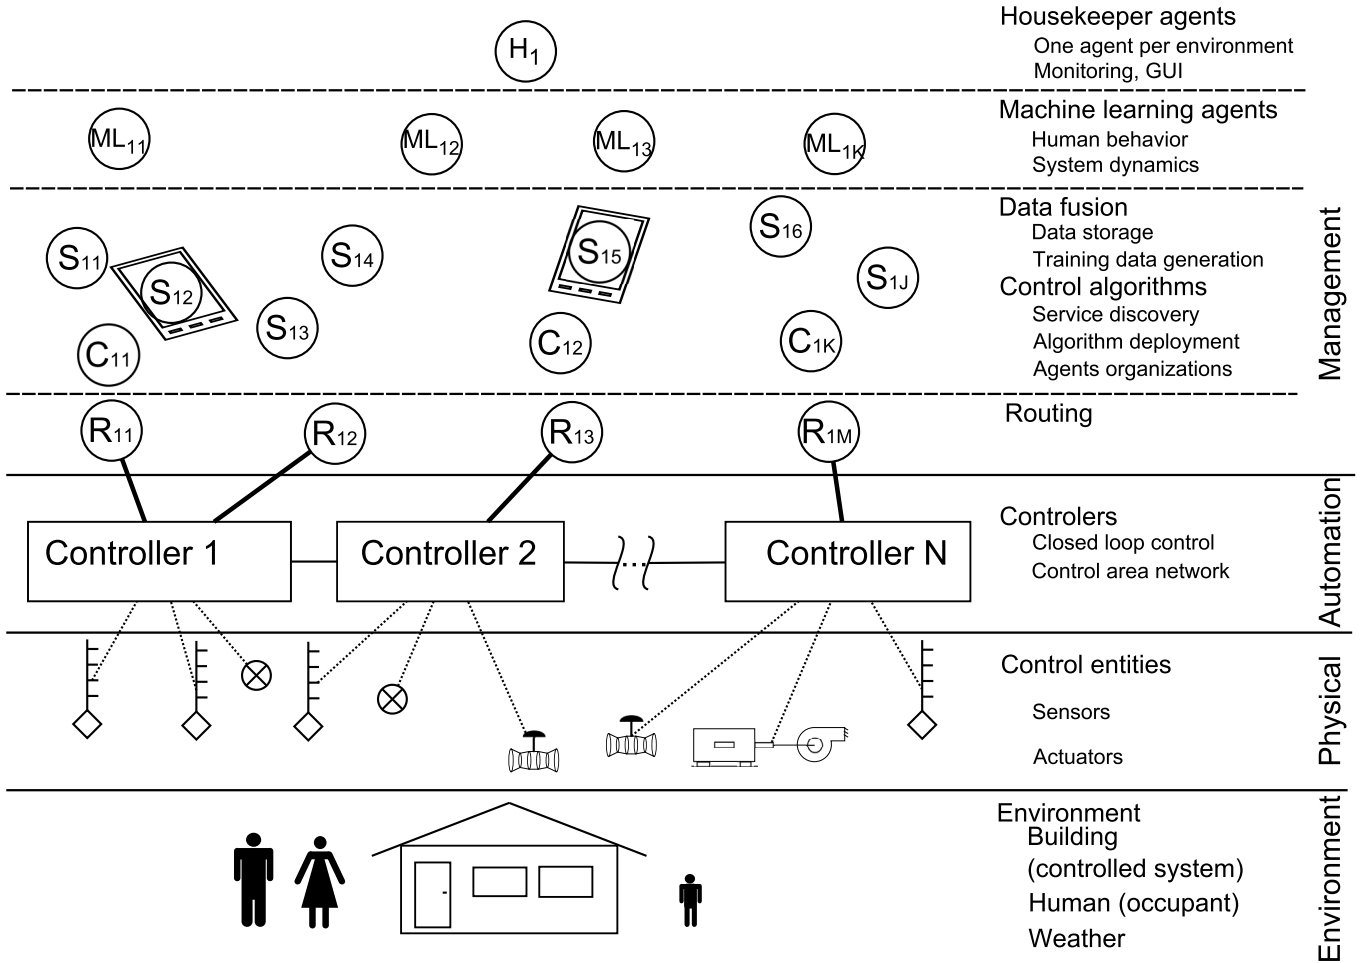 Housekeeper agents
One agent per environment
Monitoring, GUI
H1
Machine learning agents
Human behavior
System dynamics
ML11
ML12
ML13
ML1K
Management
Data fusion
Data storage
Training data generation
Control algorithms
Service discovery
Algorithm deployment
Agents organizations
S11
S12
S13
S14
S15
S16
S1J
C11
C12
C1K
Routing
R11
R12
R13
R1M
Automation
Controlers
Closed loop control
Control area network
Controller 1
Controller 2
...
Controller N
Physical
Control entities
Sensors
Actuators
Environment
Environment
Building
(controlled system)
Human (occupant)
Weather